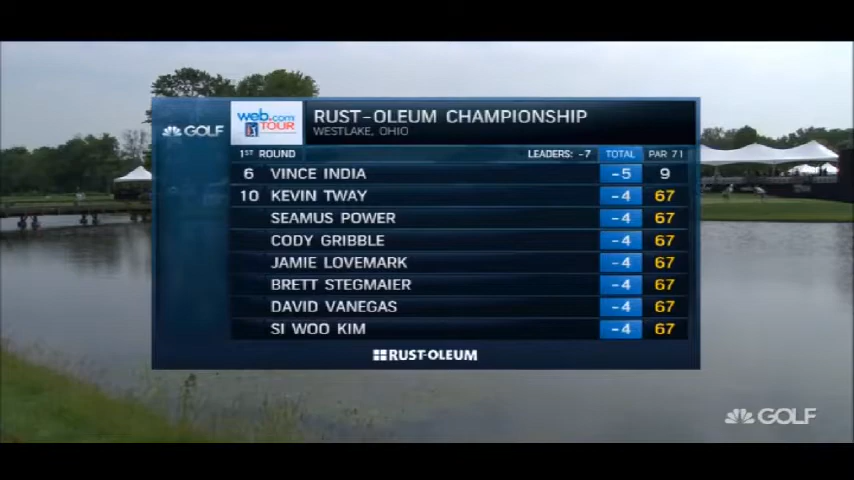 GOLF
web.com
TOUR
RUST-OLEUM CHAMPIONSHIP
WESTLAKE, OHIO
1ST ROUND LEADERS: -7 TOTAL PAR 71
6 VINCE INDIA -5 9
10 KEVIN TWAY -4 67
SEAMUS POWER -4 67
CODY GRIBBLE -4 67
JAMIE LOVEMARK -4 67
BRETT STEGMAIER -4 67
DAVID VANEGAS -4 67
SI WOO KIM -4 67
RUST-OLEUM
GOLF